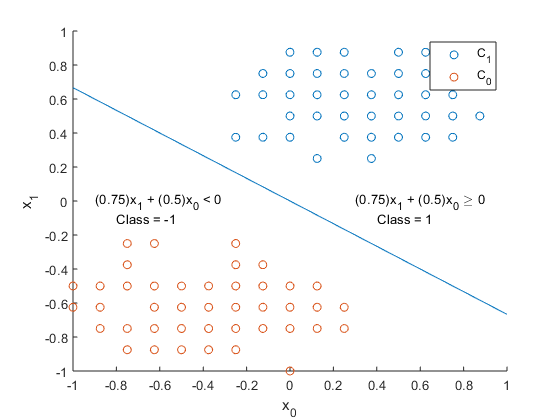 1
0.8
0.6
0.4
0.2
0
-0.2
-0.4
-0.6
-0.8
-1
x1
C1
C0
(0.75)x1 + (0.5)x0 < 0
Class = -1
(0.75)x1 + (0.5)x0 ≥ 0
Class = 1
-1 -0.8 -0.6 -0.4 -0.2 0 0.2 0.4 0.6 0.8 1
x0